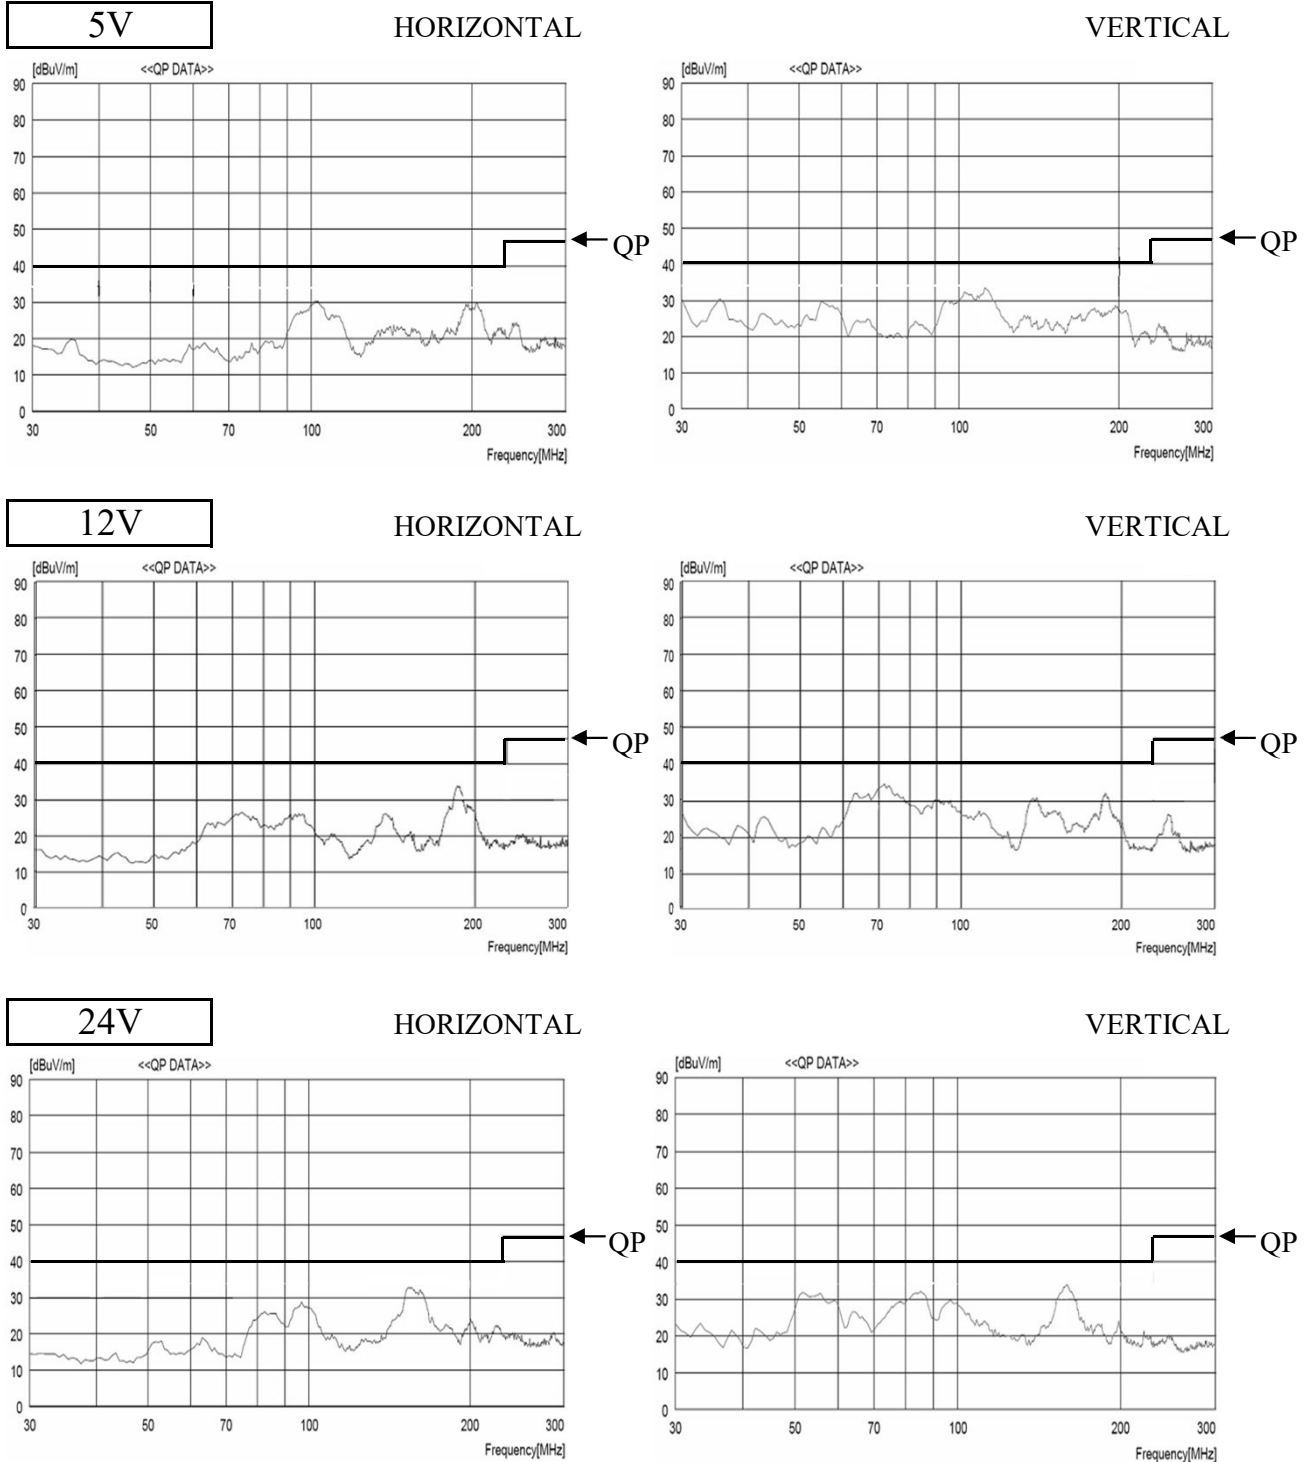 5V HORIZONTAL VERTICAL
[dBuV/m] <<QP DATA>> [dBuV/m] <<QP DATA>>
90 90
80 80
70 70
60 60
50 50
QP QP
40 40
30 30
20 20
10 10
0 0
30 50 70 100 200 300 30 50 70 100 200 300
Frequency[MHz] Frequency[MHz]
12V HORIZONTAL VERTICAL
[dBuV/m] <<QP DATA>> [dBuV/m] <<QP DATA>>
90 90
80 80
70 70
60 60
50 50
QP QP
40 40
30 30
20 20
10 10
0 0
30 50 70 100 200 300 30 50 70 100 200 300
Frequency[MHz] Frequency[MHz]
24V HORIZONTAL VERTICAL
[dBuV/m] <<QP DATA>> [dBuV/m] <<QP DATA>>
90 90
80 80
70 70
60 60
50 50
QP QP
40 40
30 30
20 20
10 10
0 0
30 50 70 100 200 300 30 50 70 100 200 300
Frequency[MHz] Frequency[MHz]